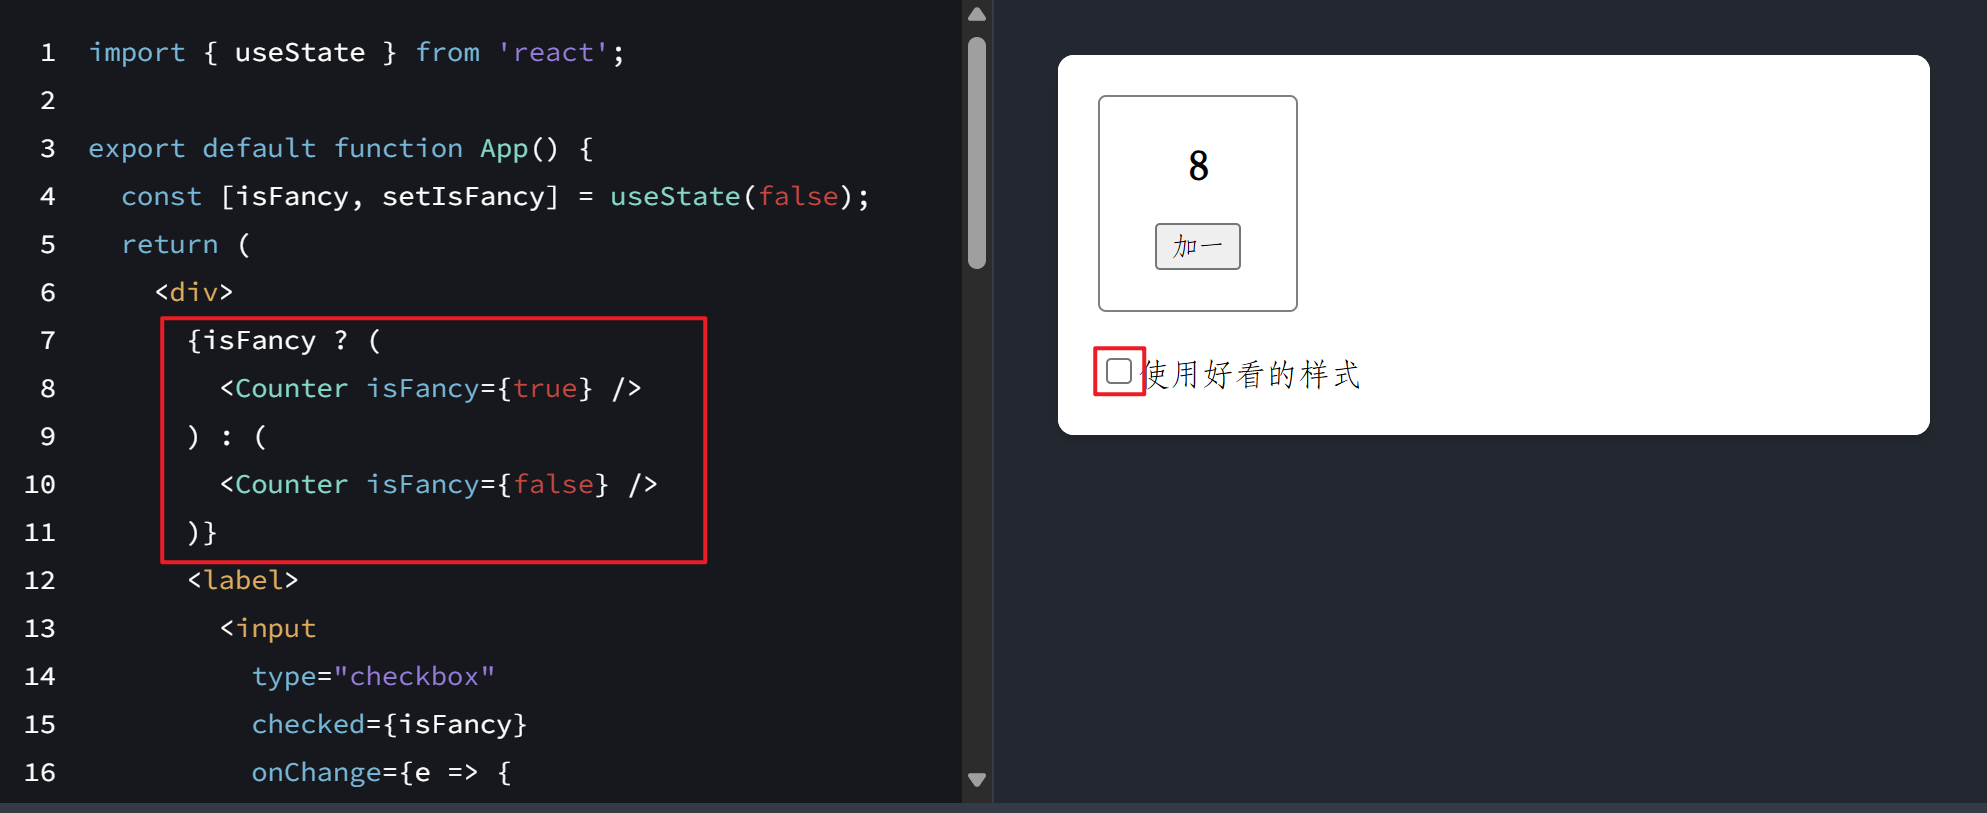 1 import { useState } from 'react';
2
3 export default function App() {
4 const [isFancy, setIsFancy] = useState(false);
5 return (
6 <div>
7 {isFancy ? (
8 <Counter isFancy={true} />
9 ) : (
10 <Counter isFancy={false} />
11 )}
12 <label>
13 <input
14 type="checkbox"
15 checked={isFancy}
16 onChange={e => {
8
加一
使用好看的样式